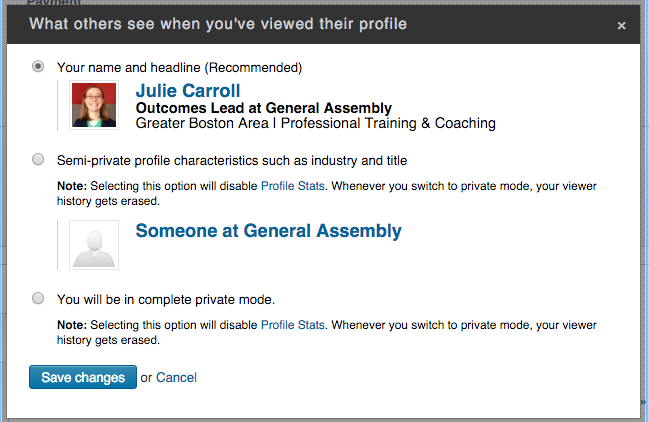 Payment
What others see when you've viewed their profile ×
Your name and headline (Recommended)
Julie Carroll
Outcomes Lead at General Assembly
Greater Boston Area | Professional Training & Coaching
Semi-private profile characteristics such as industry and title
Note: Selecting this option will disable Profile Stats. Whenever you switch to private mode, your viewer
history gets erased.
Someone at General Assembly
You will be in complete private mode.
Note: Selecting this option will disable Profile Stats. Whenever you switch to private mode, your viewer
history gets erased.
Save changes or Cancel
»